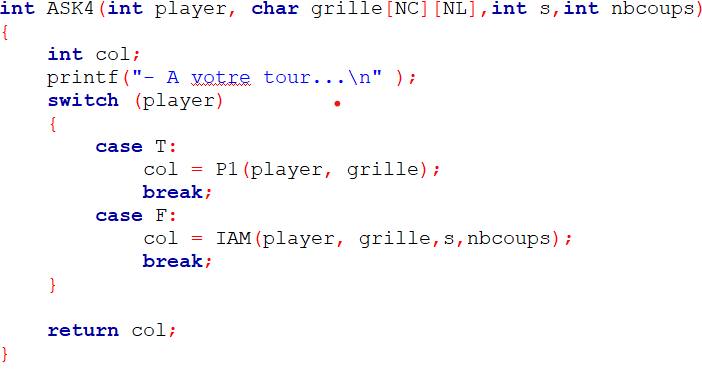 int ASK4(int player, char grille[NC][NL],int s,int nbcoups)
{
    int col;
    printf("- A votre tour...\n" );
    switch (player)
    {
        case T:
            col = P1(player, grille);
            break;
        case F:
            col = IAM(player, grille,s,nbcoups);
            break;
    }

    return col;
}